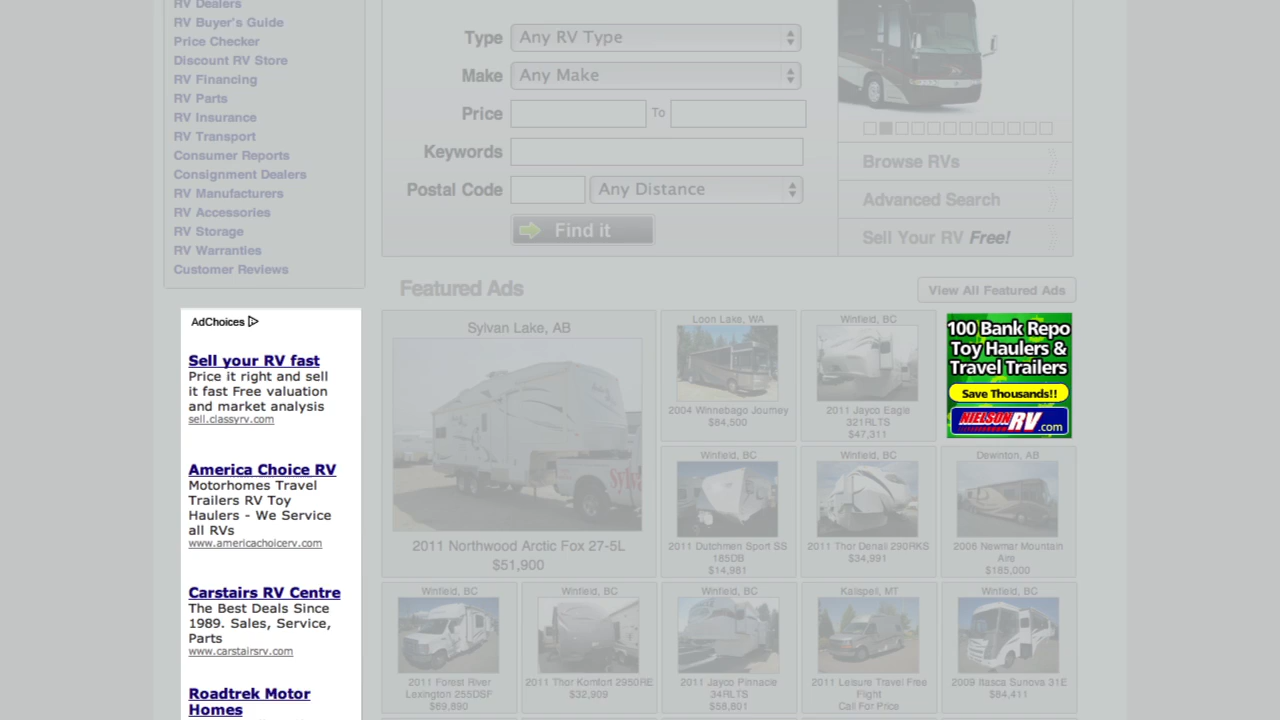 RV Dealers
RV Buyer's Guide
Price Checker
Discount RV Store
RV Financing
RV Parts
RV Insurance
RV Transport
Consumer Reports
Consignment Dealers
RV Manufacturers
RV Accessories
RV Storage
RV Warranties
Customer Reviews
Type Any RV Type
Make Any Make
Price To
Keywords
Postal Code Any Distance
Find it
Browse RVs
Advanced Search
Sell Your RV Free!
AdChoices
Sell your RV fast
Price it right and sell
it fast Free valuation
and market analysis
sell.classyrv.com
America Choice RV
Motorhomes Travel
Trailers RV Toy
Haulers - We Service
all RVs
www.americachoicerv.com
Carstairs RV Centre
The Best Deals Since
1989. Sales, Service,
Parts
www.carstairsrv.com
Roadtrek Motor
Homes
Featured Ads
View All Featured Ads
Sylvan Lake, AB
2011 Northwood Arctic Fox 27-5L
$51,900
Loon Lake, WA
2004 Winnebago Journey
$84,500
Winfield, BC
2011 Jayco Eagle
321RLTS
$47,311
100 Bank Repo
Toy Haulers &
Travel Trailers
Save Thousands!!
NIELSON RV.com
Winfield, BC
2011 Dutchmen Sport SS
185DB
$14,981
Winfield, BC
2011 Thor Denali 290RKS
$34,991
Dewinton, AB
2006 Newmar Mountain
Aire
$185,000
Winfield, BC
2011 Forest River
Lexington 255DSF
$69,890
Winfield, BC
2011 Thor Komfort 2950RE
$32,909
Winfield, BC
2011 Jayco Pinnacle
34RLTS
$58,801
Kalispell, MT
2011 Leisure Travel Free
Flight
Call For Price
Winfield, BC
2009 Itasca Sunova 31E
$84,411